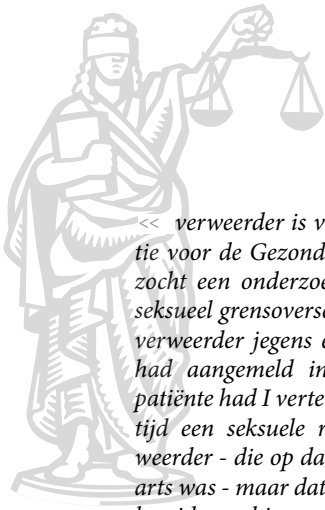 << verweerder is v
tie voor de Gezond
zocht een onderzoe
seksueel grensoversc
verweerder jegens e
had aangemeld in
patiënte had I verte
tijd een seksuele r
weerder - die op da
arts was - maar dat